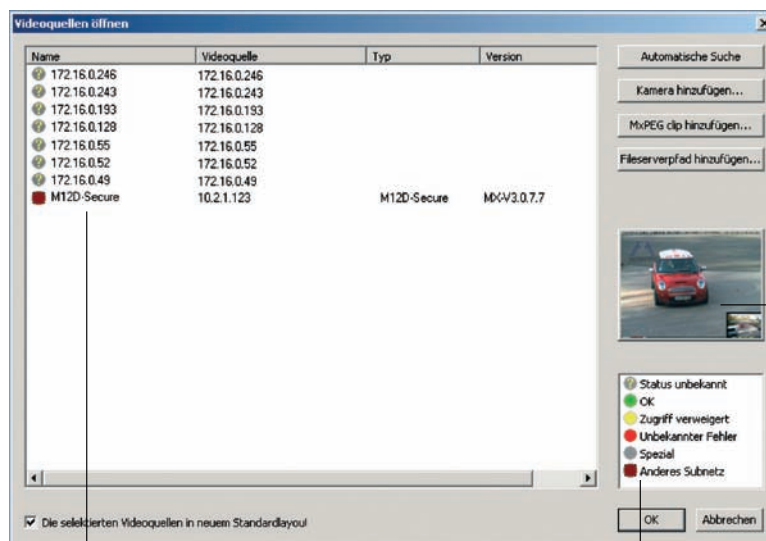 Videoquellen öffnen
Name Videoquelle Typ Version
172.16.0.246 172.16.0.246
172.16.0.243 172.16.0.243
172.16.0.193 172.16.0.193
172.16.0.128 172.16.0.128
172.16.0.55 172.16.0.55
172.16.0.52 172.16.0.52
172.16.0.49 172.16.0.49
M12D-Secure 10.2.1.123 M12D-Secure MX-V3.0.7.7
Automatische Suche
Kamera hinzufügen...
MxPEG clip hinzufügen...
Fileserverpfad hinzufügen...
Status unbekannt
OK
Zugriff verweigert
Unbekannter Fehler
Spezial
Anderes Subnetz
Die selektierten Videoquellen in neuem Standardlayou
OK Abbrechen